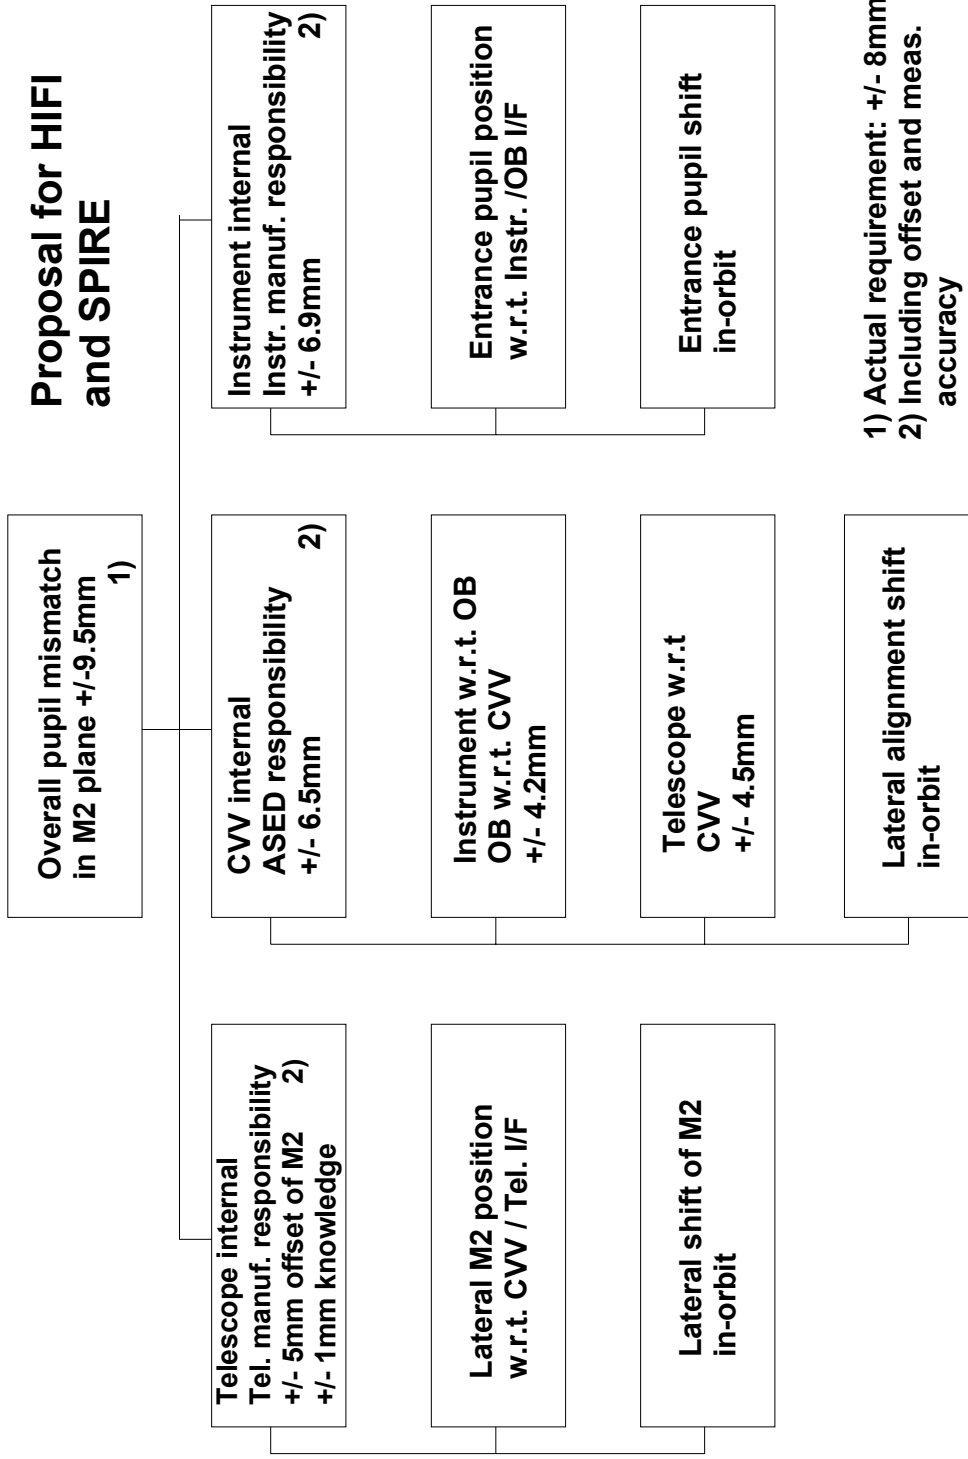 Proposal for HIFI
and SPIRE
Overall pupil mismatch
in M2 plane +/-9.5mm
1)
Telescope internal
Tel. manuf. responsibility
+/- 5mm offset of M2 2)
+/- 1mm knowledge
Lateral M2 position
w.r.t. CVV / Tel. I/F
Lateral shift of M2
in-orbit
CVV internal
ASED responsibility
+/- 6.5mm 2)
Instrument w.r.t. OB
OB w.r.t. CVV
+/- 4.2mm
Telescope w.r.t
CVV
+/- 4.5mm
Lateral alignment shift
in-orbit
Instrument internal
Instr. manuf. responsibility
+/- 6.9mm 2)
Entrance pupil position
w.r.t. Instr. /OB I/F
Entrance pupil shift
in-orbit
1) Actual requirement: +/- 8mm
2) Including offset and meas.
accuracy